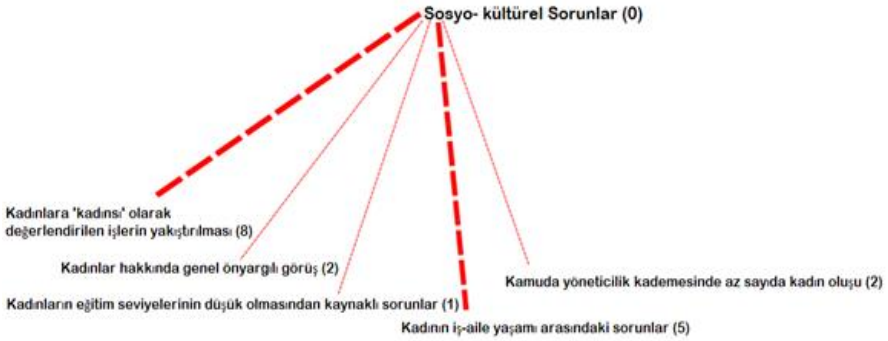 Sosyo- kültürel Sorunlar (0)
Kadınlara 'kadınsı' olarak
değerlendirilen işlerin yakıştırılması (8)
Kadınlar hakkında genel önyargılı görüş (2)
Kamuda yöneticilik kademesinde az sayıda kadın oluşu (2)
Kadınların eğitim seviyelerinin düşük olmasından kaynaklı sorunlar (1)
Kadının iş-aile yaşamı arasındaki sorunlar (5)